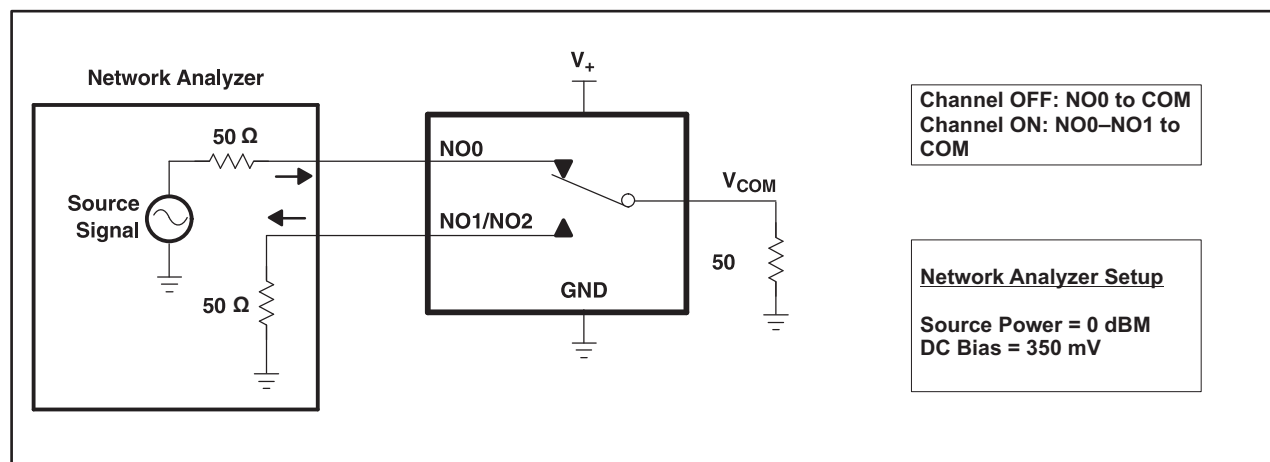 V+
Network Analyzer
50 Ω
Source
Signal
50 Ω
NO0
NO1/NO2
GND
VCOM
50
Channel OFF: NO0 to COM
Channel ON: NO0–NO1 to
COM
Network Analyzer Setup
Source Power = 0 dBM
DC Bias = 350 mV